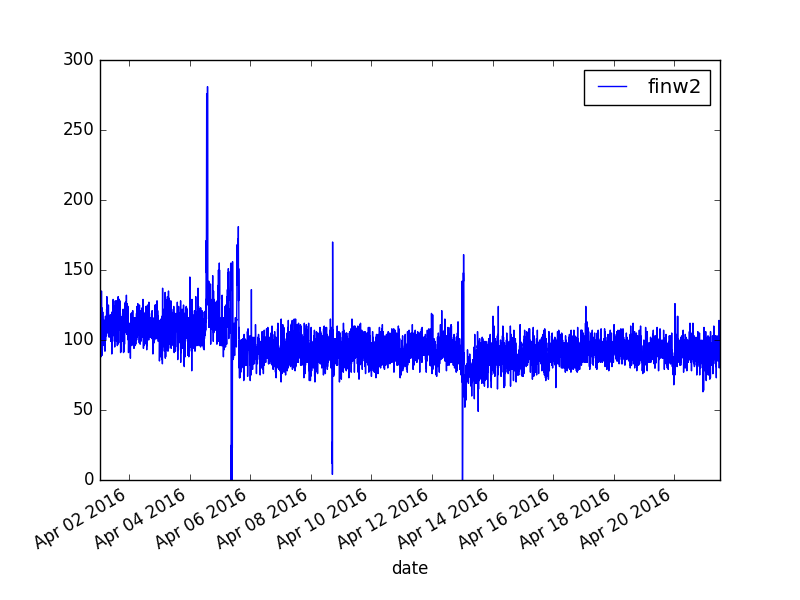 300
finw2
250
200
150
100
50
0
Apr 02 2016
Apr 04 2016
Apr 06 2016
Apr 08 2016
Apr 10 2016
Apr 12 2016
Apr 14 2016
Apr 16 2016
Apr 18 2016
Apr 20 2016
date